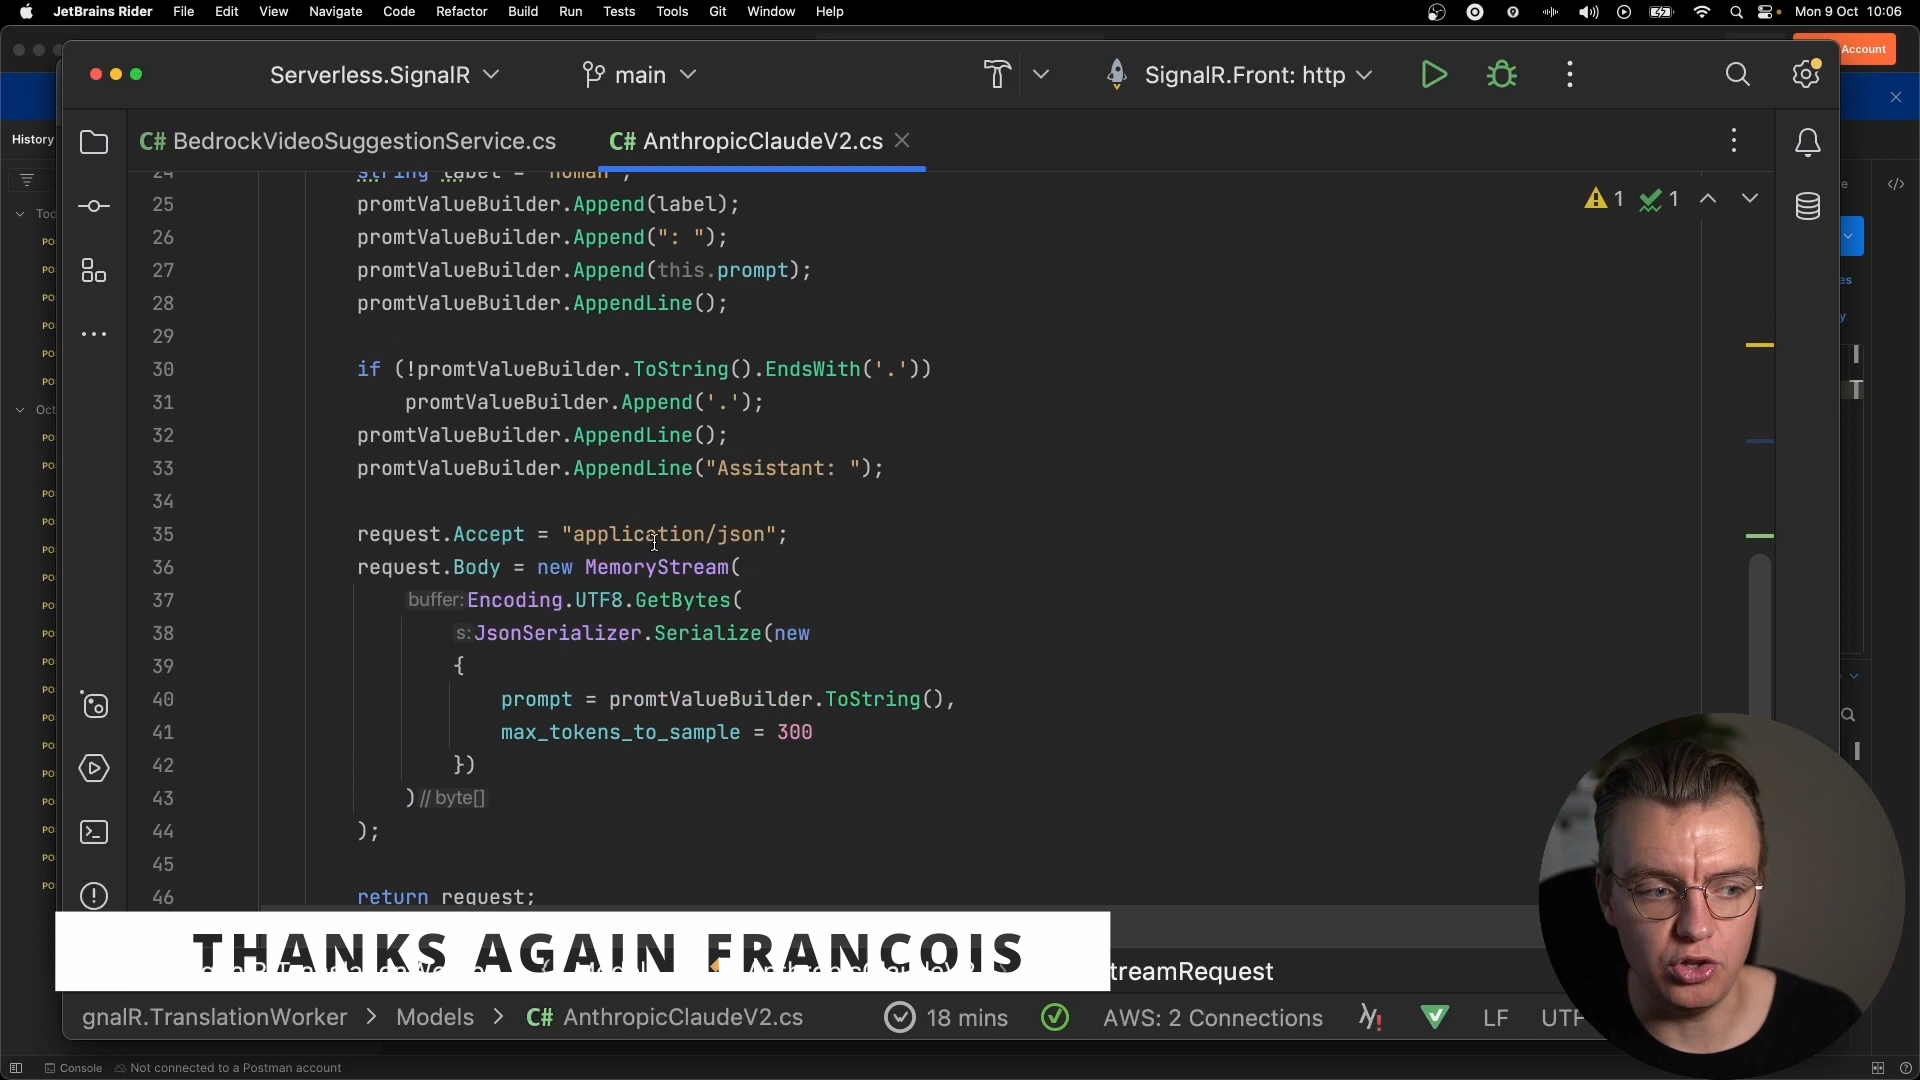 JetBrains Rider File Edit View Navigate Code Refactor Build Run Tests Tools Git Window Help Mon 9 Oct 10:06
Account
Serverless.SignalR main SignalR.Front: http
History
C# BedrockVideoSuggestionService.cs C# AnthropicClaudeV2.cs
1 1
24 string label = "Human";
25 promtValueBuilder.Append(label);
26 promtValueBuilder.Append(": ");
27 promtValueBuilder.Append(this.prompt);
28 promtValueBuilder.AppendLine();
29
30 if (!promtValueBuilder.ToString().EndsWith('.'))
31 promtValueBuilder.Append('.');
32 promtValueBuilder.AppendLine();
33 promtValueBuilder.AppendLine("Assistant: ");
34
35 request.Accept = "application/json";
36 request.Body = new MemoryStream(
37 buffer: Encoding.UTF8.GetBytes(
38 s: JsonSerializer.Serialize(new
39 {
40 prompt = promtValueBuilder.ToString(),
41 max_tokens_to_sample = 300
42 })
43 ) // byte[]
44 );
45
46 return request;
THANKS AGAIN FRANCOIS
treamRequest
gnalR.TranslationWorker > Models > C# AnthropicClaudeV2.cs 18 mins AWS: 2 Connections LF UTF
Console Not connected to a Postman account